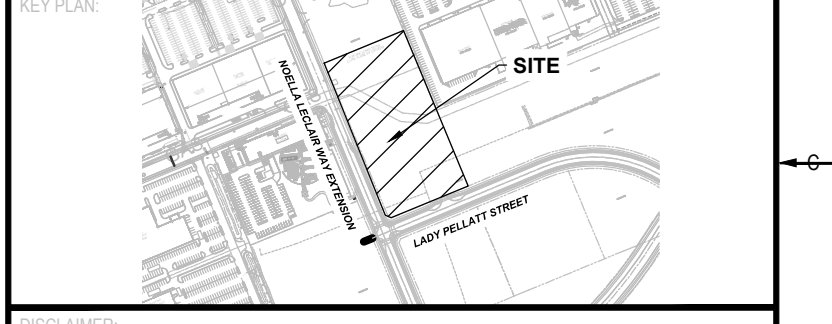 KEY PLAN:
SITE
NOELLA LECLAIR WAY EXTENSION
LADY PELLATT STREET
C
DISCLAIMER: